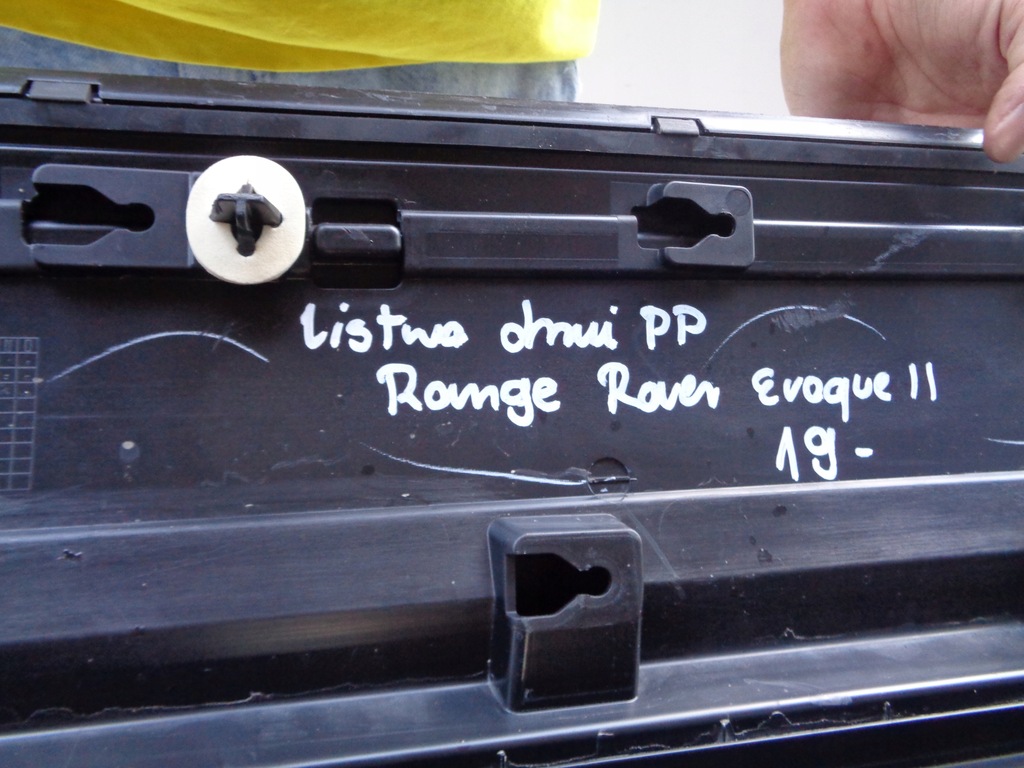 Listwa drzwi PP
Range Rover Evoque II
19-